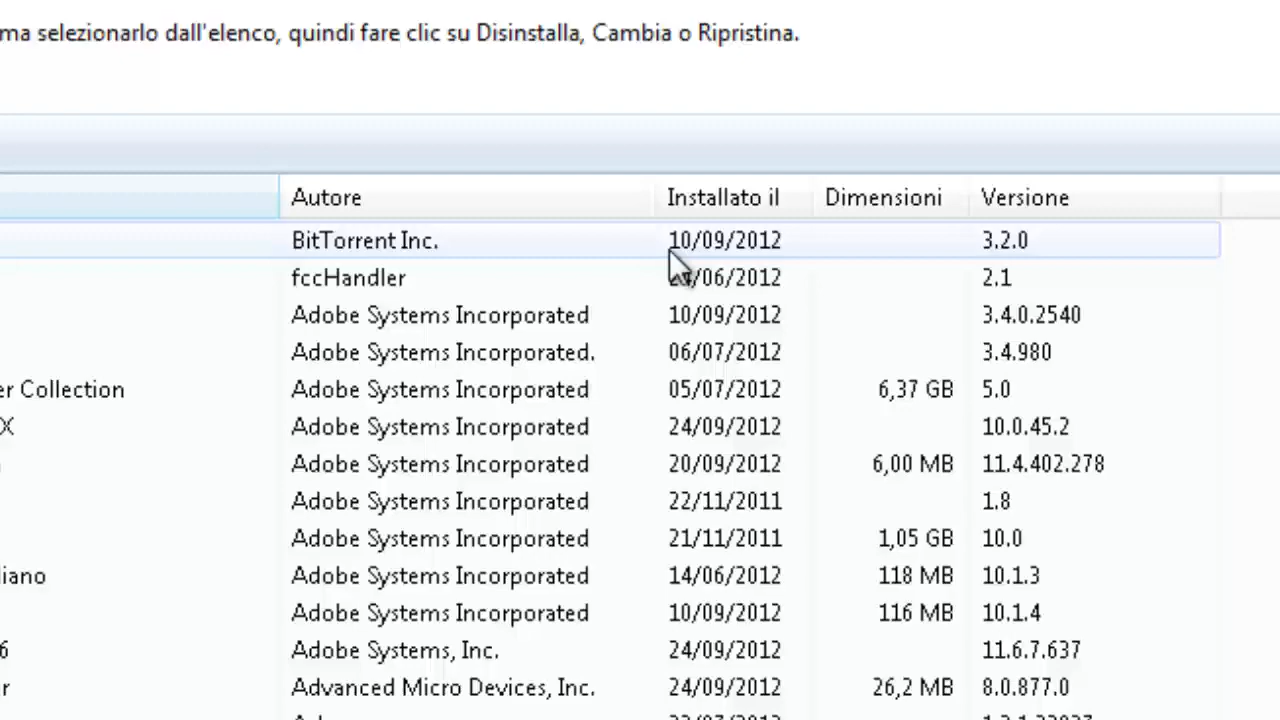 ma selezionarlo dall'elenco, quindi fare clic su Disinstalla, Cambia o Ripristina.
Autore Installato il Dimensioni Versione
BitTorrent Inc. 10/09/2012 3.2.0
fccHandler /06/2012 2.1
Adobe Systems Incorporated 10/09/2012 3.4.0.2540
Adobe Systems Incorporated. 06/07/2012 3.4.980
er Collection Adobe Systems Incorporated 05/07/2012 6,37 GB 5.0
X Adobe Systems Incorporated 24/09/2012 10.0.45.2
Adobe Systems Incorporated 20/09/2012 6,00 MB 11.4.402.278
Adobe Systems Incorporated 22/11/2011 1.8
Adobe Systems Incorporated 21/11/2011 1,05 GB 10.0
liano Adobe Systems Incorporated 14/06/2012 118 MB 10.1.3
Adobe Systems Incorporated 10/09/2012 116 MB 10.1.4
6 Adobe Systems, Inc. 24/09/2012 11.6.7.637
r Advanced Micro Devices, Inc. 24/09/2012 26,2 MB 8.0.877.0